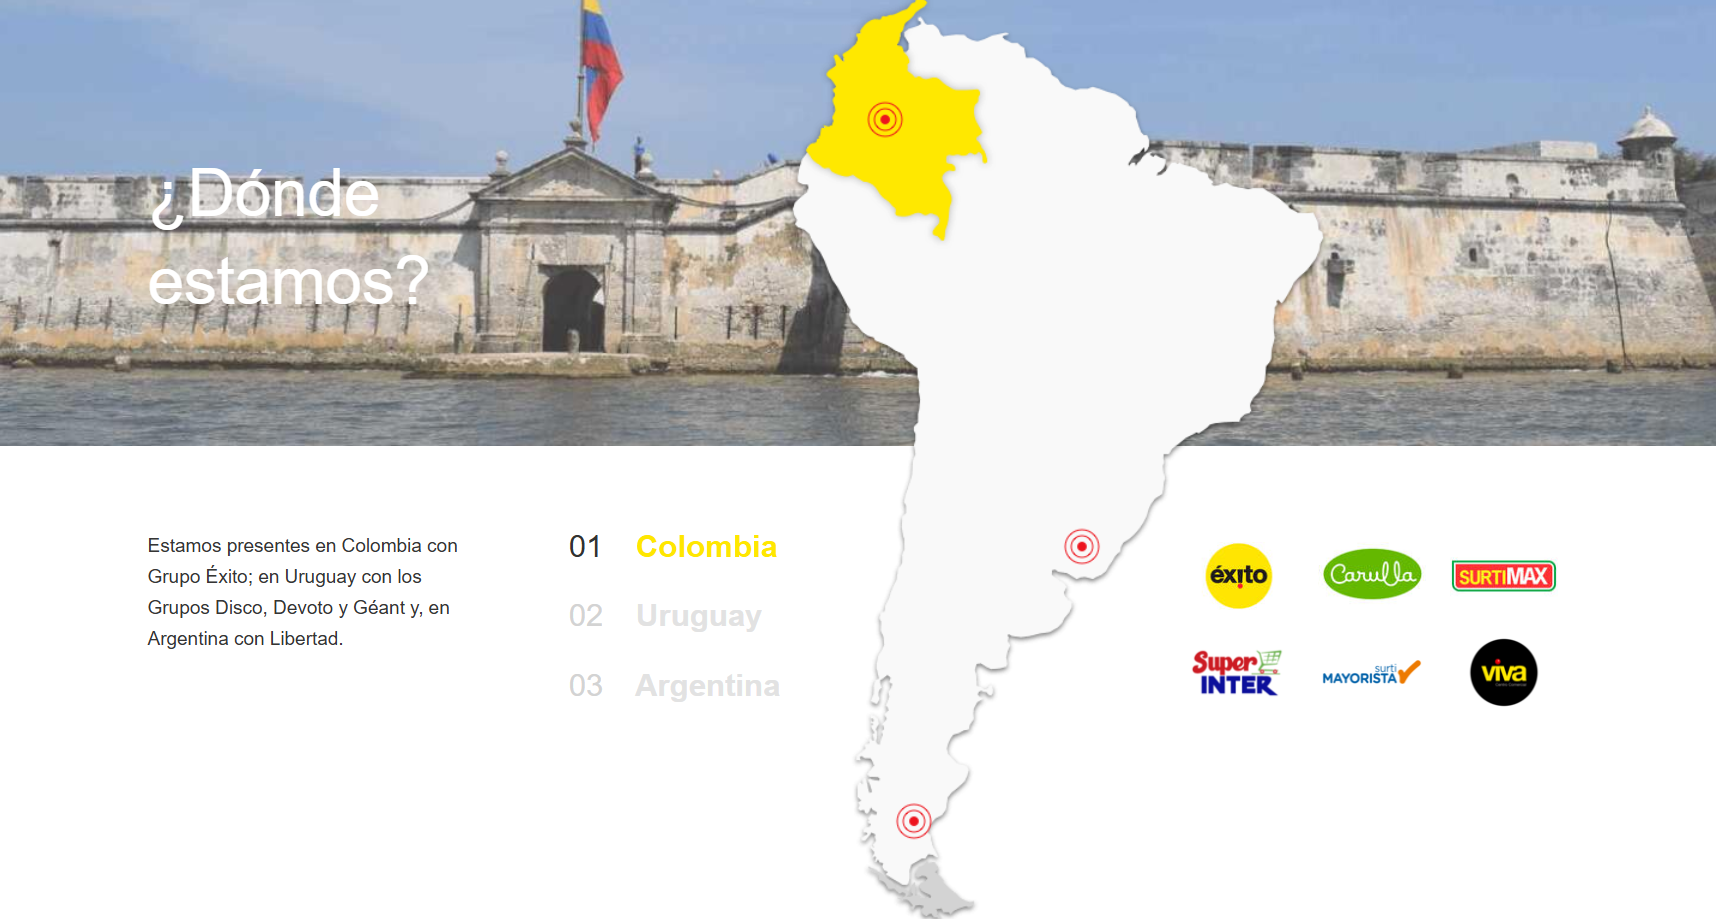 ¿Dónde
estamos?
Estamos presentes en Colombia con
Grupo Éxito; en Uruguay con los
Grupos Disco, Devoto y Géant y, en
Argentina con Libertad.
01 Colombia
02 Uruguay
03 Argentina
éxito
Carulla
SURTIMAX
Super
INTER
surti
MAYORISTA
viva